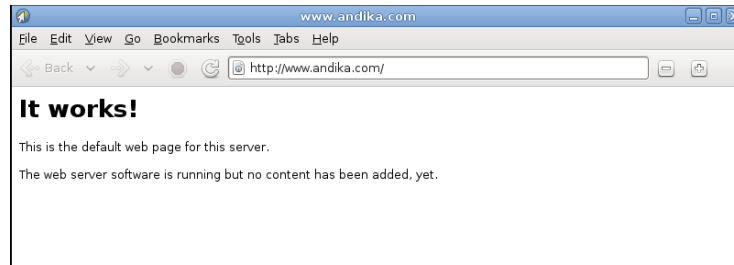 www.andika.com
File Edit View Go Bookmarks Tools Tabs Help
Back http://www.andika.com/
It works!
This is the default web page for this server.
The web server software is running but no content has been added, yet.